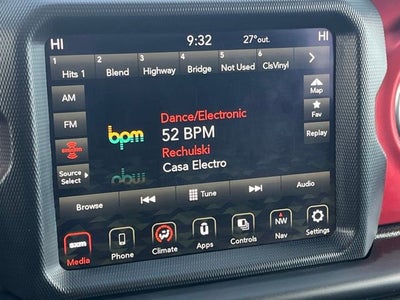 HI 9:32 27°out. HI
1 2 3 4 5 6
Hits 1 Blend Highway Bridge Not Used ClsVinyl
AM
FM
Source
Select
bpm
Dance/Electronic
52 BPM
Rechulski
Casa Electro
Map
Fav
Replay
Browse Tune Audio
SXM NW
Media Phone Climate Apps Controls Nav Settings